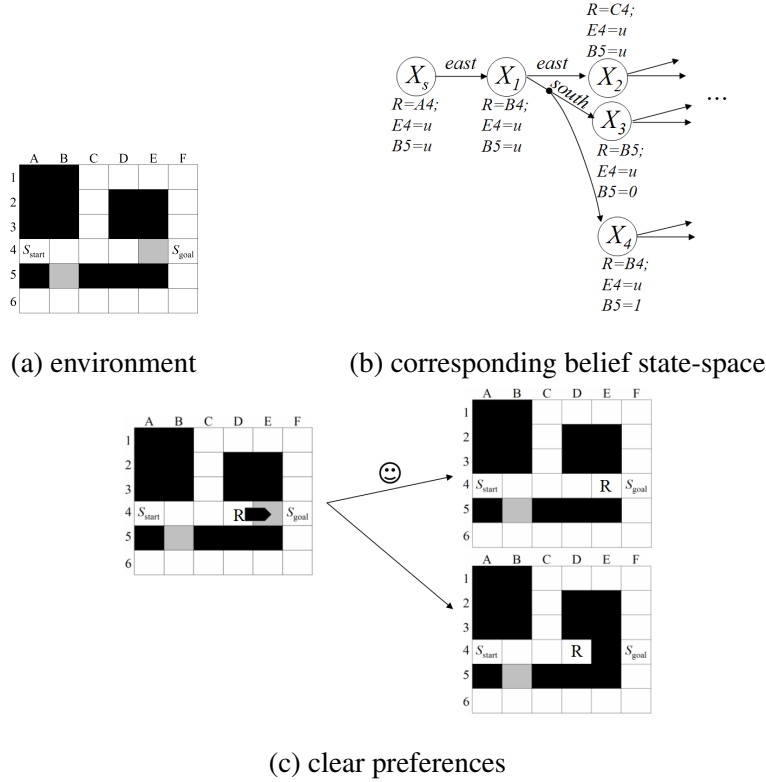 R=C4;
E4=u
B5=u
east
east
X_s
X_1
X_2
south
X_3
...
R=A4;
E4=u
B5=u
R=B4;
E4=u
B5=u
R=B5;
E4=u
B5=0
X_4
R=B4;
E4=u
B5=1
A B C D E F
1
2
3
4 S_start S_goal
5
6
(a) environment
(b) corresponding belief state-space
A B C D E F
1
2
3
4 S_start R S_goal
5
6
A B C D E F
1
2
3
4 S_start R S_goal
5
6
A B C D E F
1
2
3
4 S_start R S_goal
5
6
(c) clear preferences